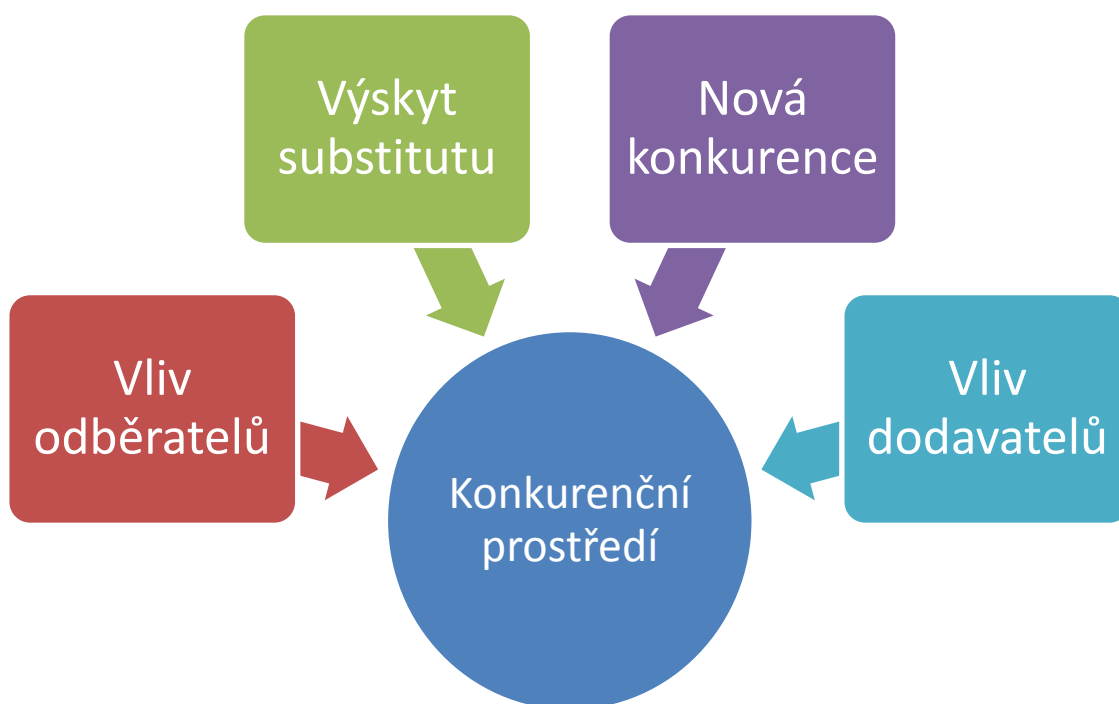 Výskyt
substitutu
Nová
konkurence
Vliv
odběratelů
Vliv
dodavatelů
Konkurenční
prostředí